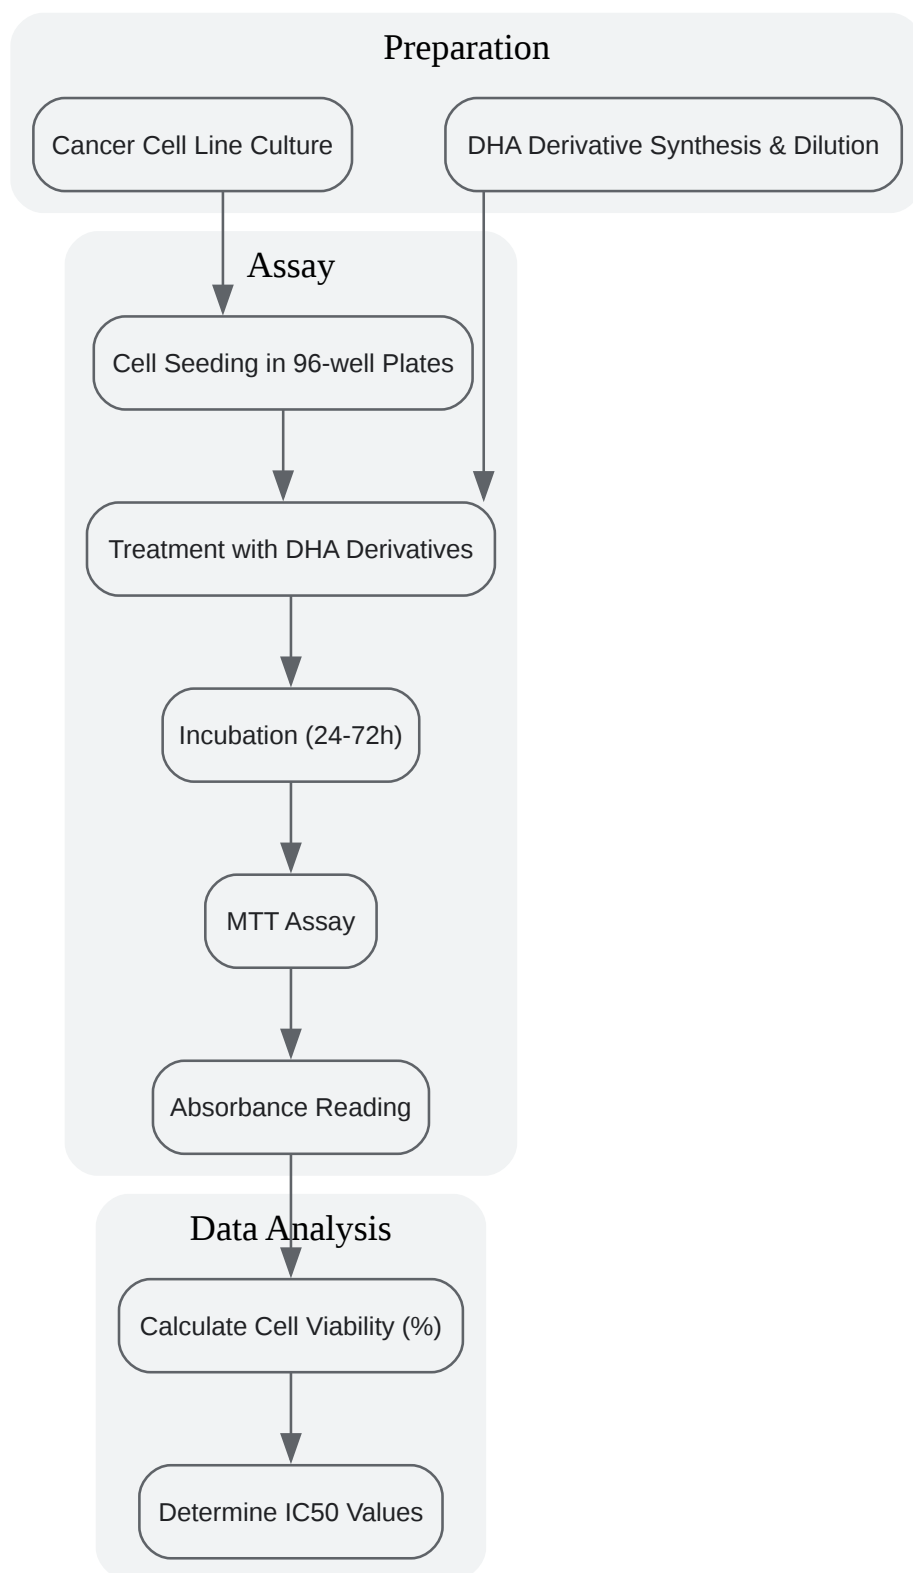 Preparation
Cancer Cell Line Culture
DHA Derivative Synthesis & Dilution
Assay
Cell Seeding in 96-well Plates
Treatment with DHA Derivatives
Incubation (24-72h)
MTT Assay
Absorbance Reading
Data Analysis
Calculate Cell Viability (%)
Determine IC50 Values